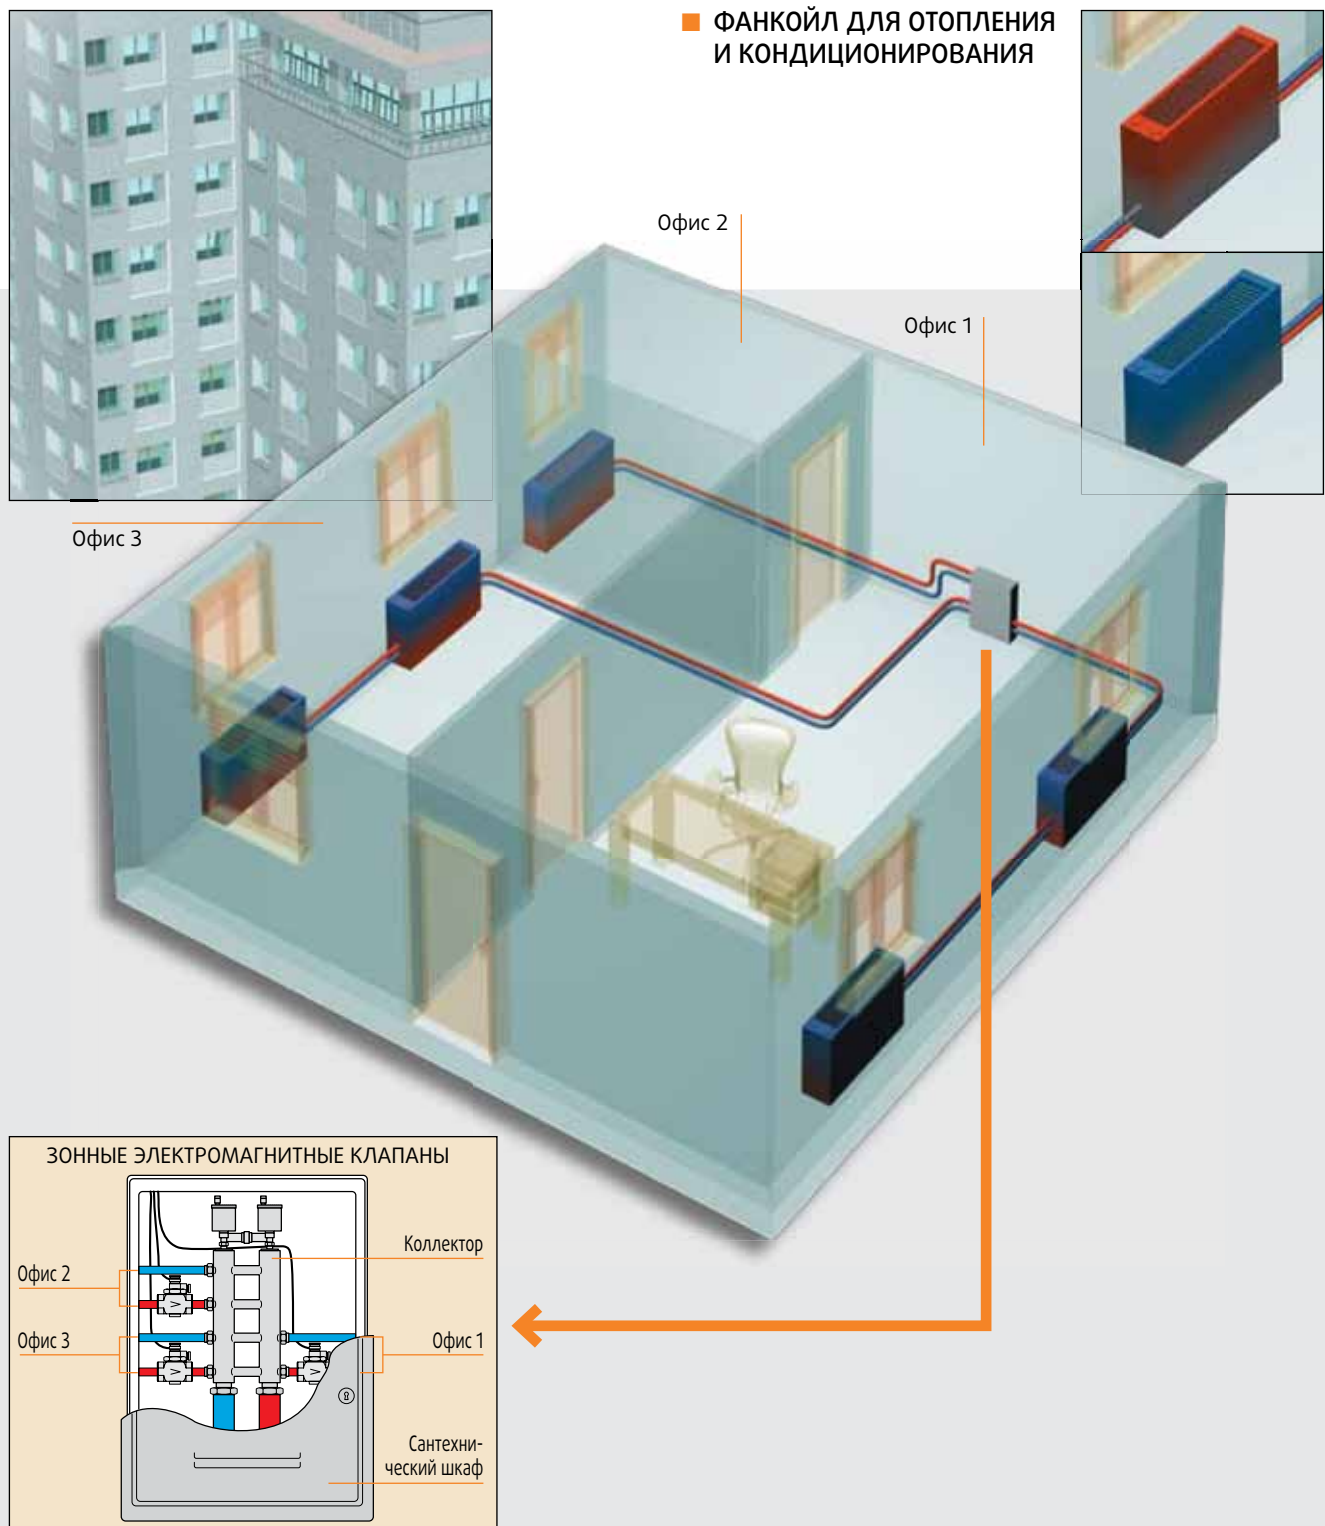 ФАНКОЙЛ ДЛЯ ОТОПЛЕНИЯ
И КОНДИЦИОНИРОВАНИЯ
Офис 2
Офис 1
Офис 3
ЗОННЫЕ ЭЛЕКТРОМАГНИТНЫЕ КЛАПАНЫ
Коллектор
Офис 2
Офис 3
Офис 1
Сантехни-
ческий шкаф